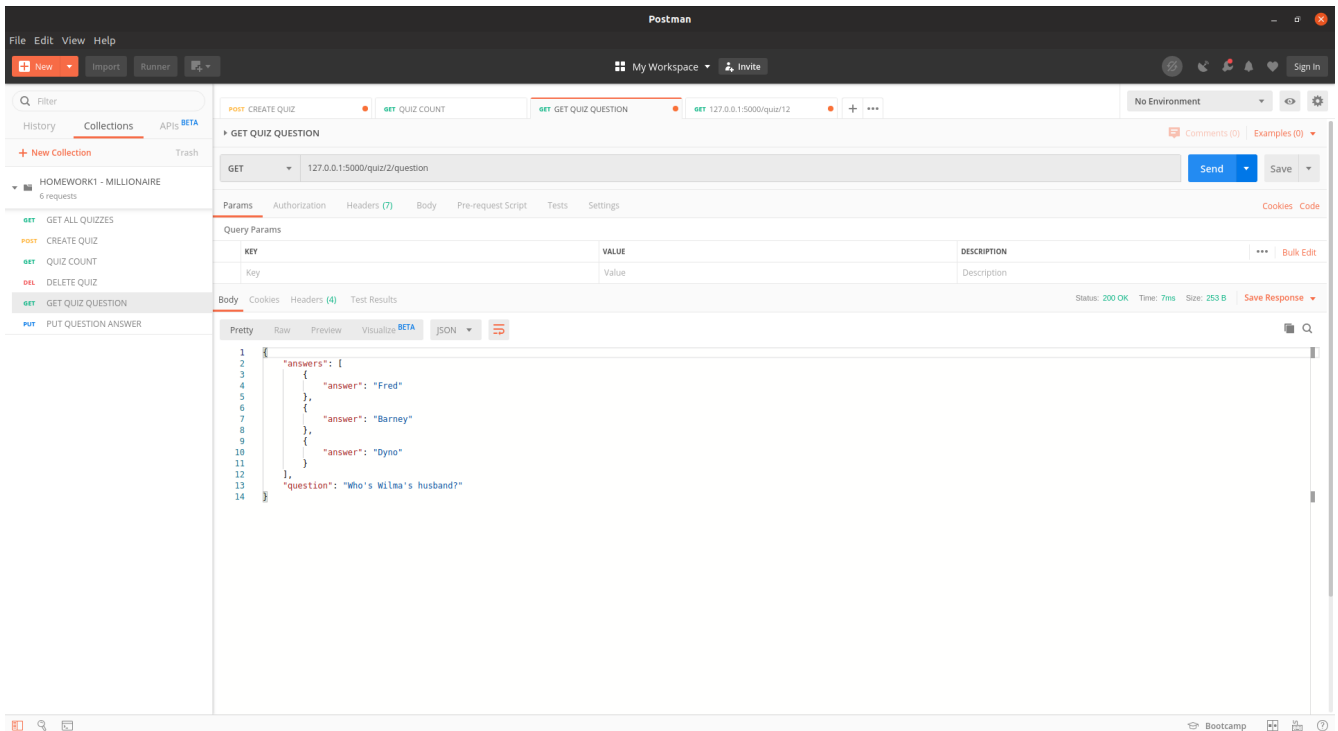 Postman
File Edit View Help
New Import Runner My Workspace Invite Sign In
Filter
History Collections APIs BETA
+ New Collection Trash
HOMEWORK1 - MILLIONAIRE
6 requests
GET GET ALL QUIZZES
POST CREATE QUIZ
GET QUIZ COUNT
DEL DELETE QUIZ
GET GET QUIZ QUESTION
PUT PUT QUESTION ANSWER
POST CREATE QUIZ GET QUIZ COUNT GET GET QUIZ QUESTION GET 127.0.0.1:5000/quiz/12 + ••• No Environment
GET QUIZ QUESTION Comments (0) Examples (0)
GET 127.0.0.1:5000/quiz/2/question Send Save
Params Authorization Headers (7) Body Pre-request Script Tests Settings Cookies Code
Query Params
KEY VALUE DESCRIPTION ••• Bulk Edit
Key Value Description
Body Cookies Headers (4) Test Results Status: 200 OK Time: 7ms Size: 253 B Save Response
Pretty Raw Preview Visualize BETA JSON
1 {
2 "answers": [
3 {
4 "answer": "Fred"
5 },
6 {
7 "answer": "Barney"
8 },
9 {
10 "answer": "Dyno"
11 }
12 ],
13 "question": "Who's Wilma's husband?"
14 }
Bootcamp